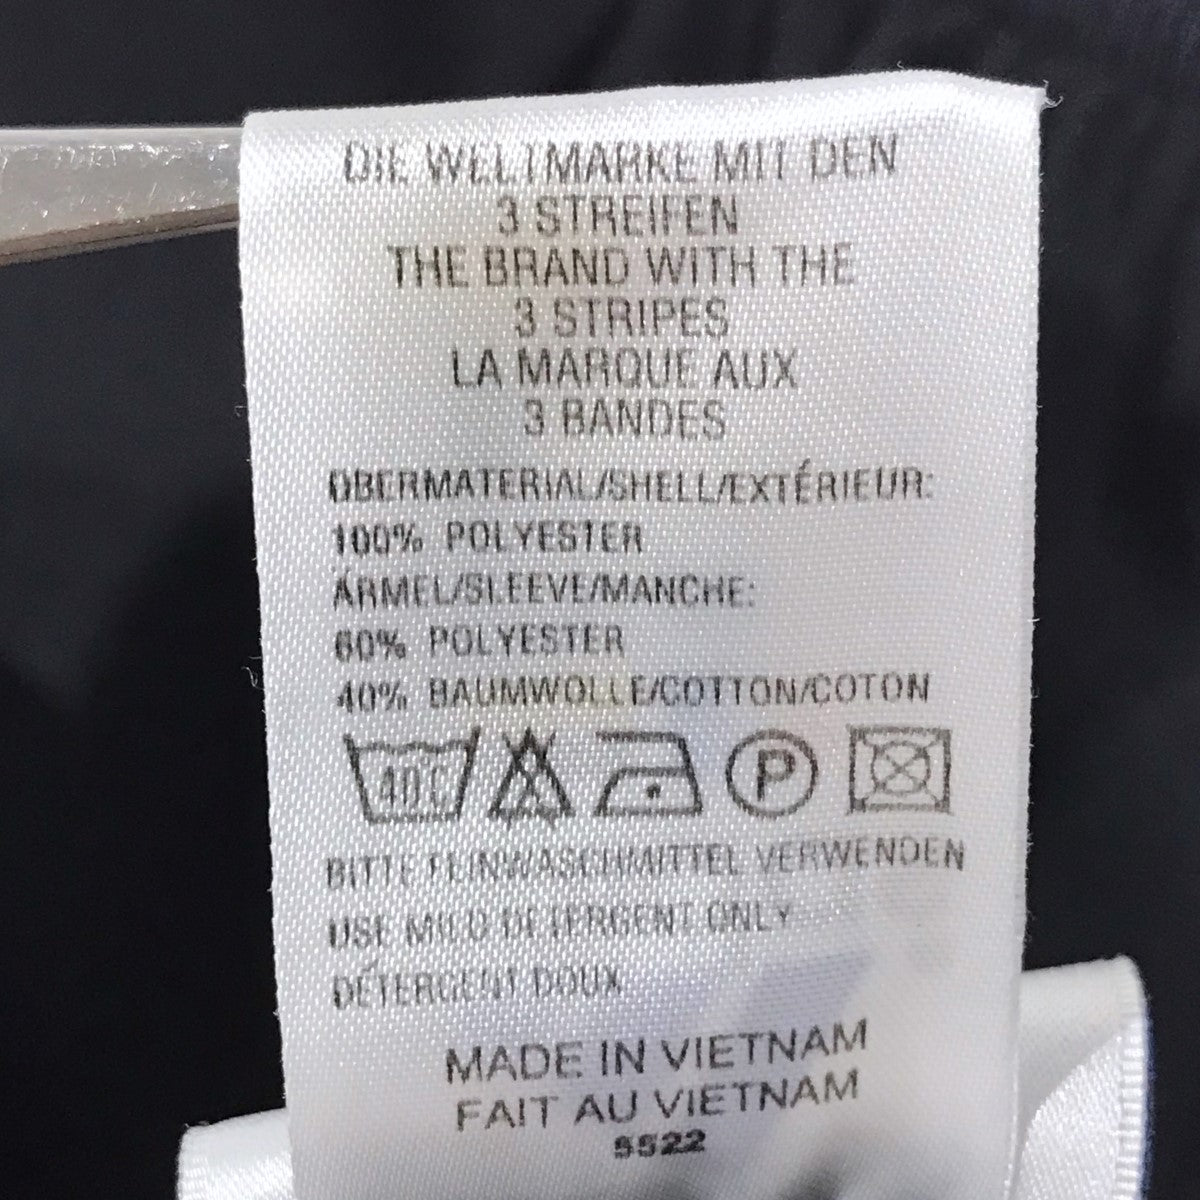 DIE WELTMARKE MIT DEN
3 STREIFEN
THE BRAND WITH THE
3 STRIPES
LA MARQUE AUX
3 BANDES
OBERMATERIAL/SHELL/EXTÉRIEUR:
100% POLYESTER
ÄRMEL/SLEEVE/MANCHE:
60% POLYESTER
40% BAUMWOLLE/COTTON/COTON
40°C P
BITTE FEINWASCHMITTEL VERWENDEN
USE MILD DETERGENT ONLY
DÉTERGENT DOUX
MADE IN VIETNAM
FAIT AU VIETNAM
5522